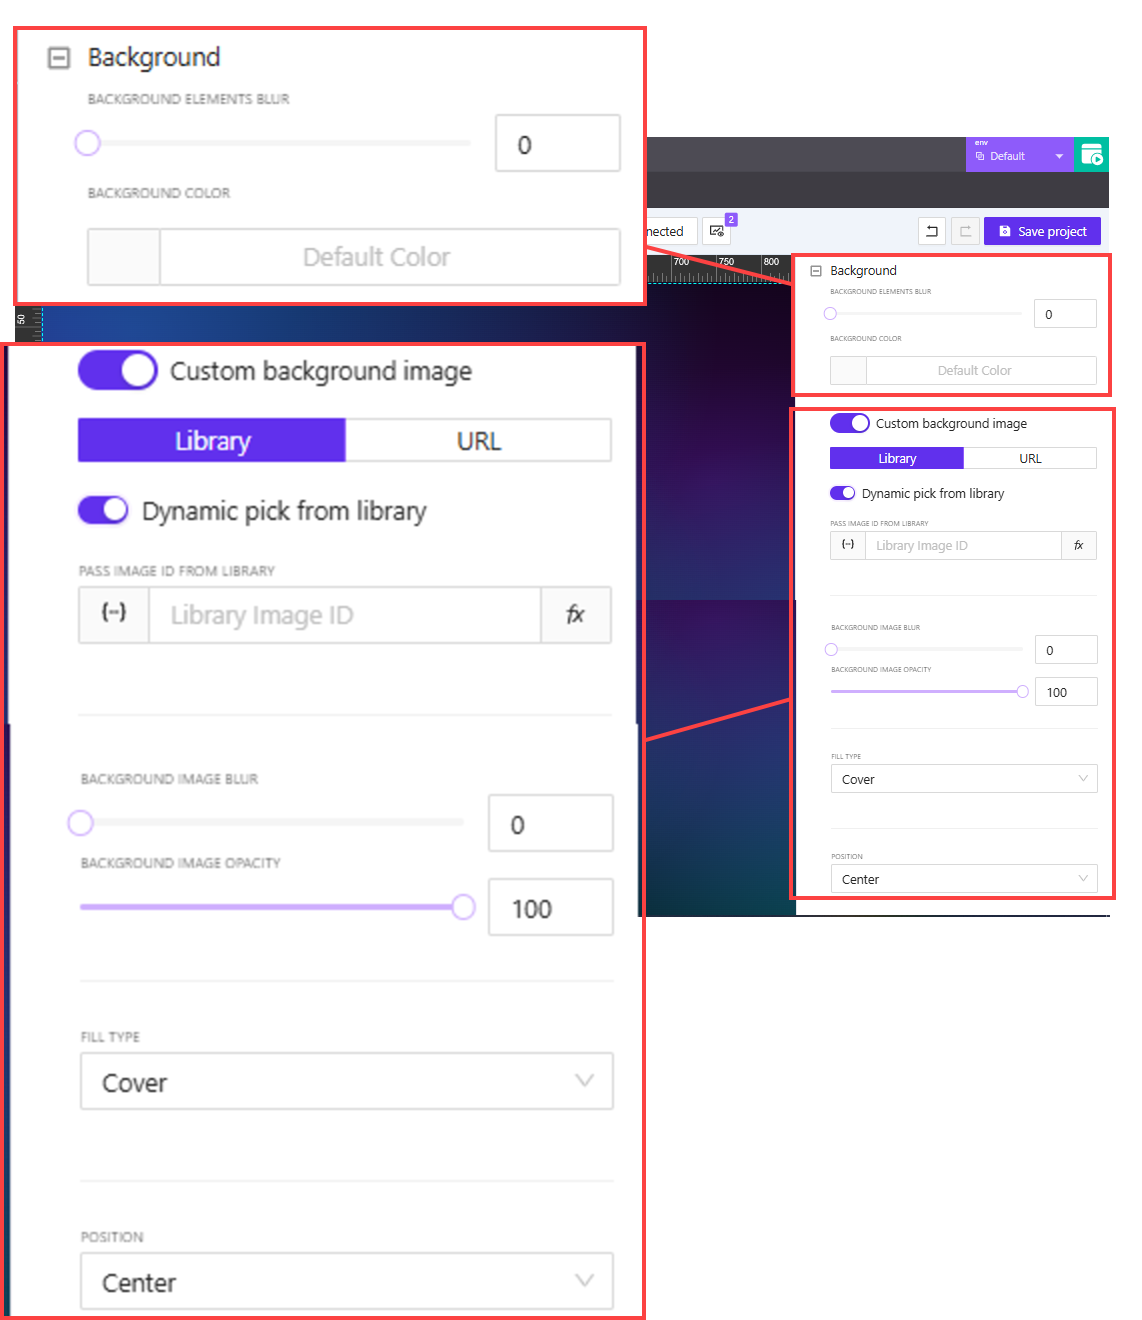 Background
BACKGROUND ELEMENTS BLUR
0
BACKGROUND COLOR
Default Color
env
Default
nected
2
Save project
700 750 800
50
Background
BACKGROUND ELEMENTS BLUR
0
BACKGROUND COLOR
Default Color
Custom background image
Library URL
Dynamic pick from library
PASS IMAGE ID FROM LIBRARY
{--} Library Image ID fx
BACKGROUND IMAGE BLUR
0
BACKGROUND IMAGE OPACITY
100
FILL TYPE
Cover
POSITION
Center
Custom background image
Library URL
Dynamic pick from library
PASS IMAGE ID FROM LIBRARY
{--} Library Image ID fx
BACKGROUND IMAGE BLUR
0
BACKGROUND IMAGE OPACITY
100
FILL TYPE
Cover
POSITION
Center